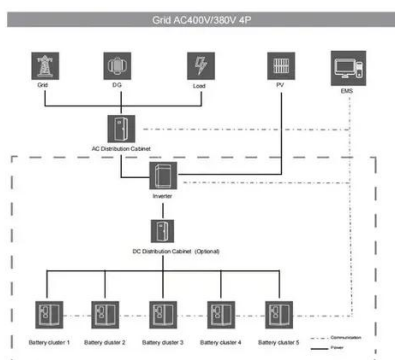 Grid AC400V/380V 4P
Grid
DG
Load
PV
EMS
AC Distribution Cabinet
Inverter
DC Distribution Cabinet (Optional)
Battery cluster 1
Battery cluster 2
Battery cluster 3
Battery cluster 4
Battery cluster 5
Communication
Power